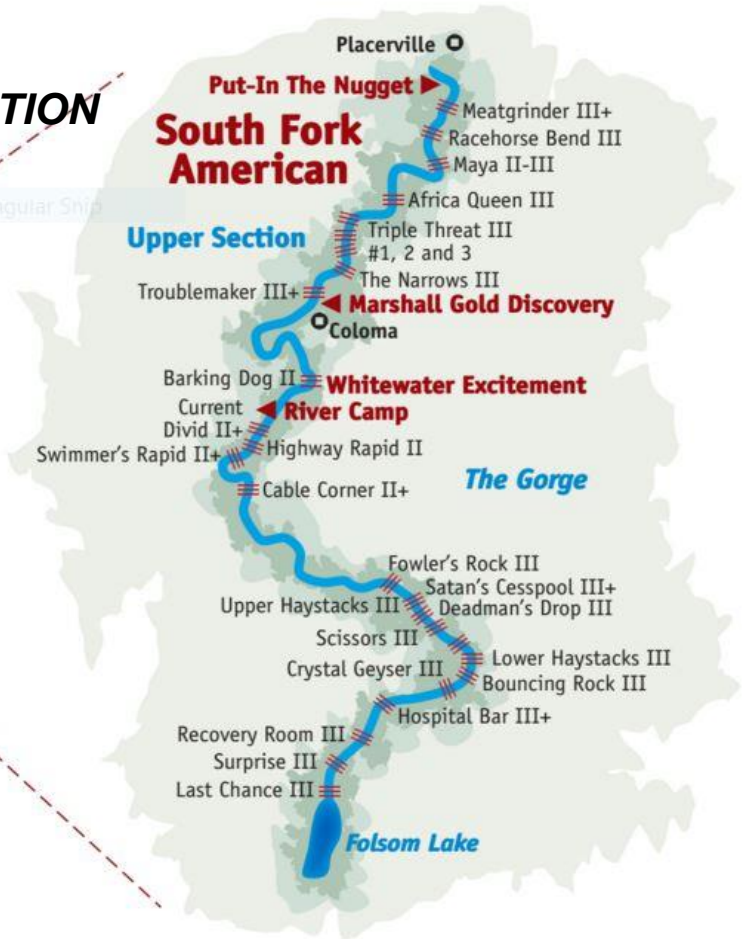 Placerville
Put-In The Nugget
TION
South Fork
American
Meatgrinder III+
Racehorse Bend III
Maya II-III
Africa Queen III
Upper Section
Triple Threat III
#1, 2 and 3
The Narrows III
Troublemaker III+
Marshall Gold Discovery
Coloma
Barking Dog II
Whitewater Excitement
River Camp
Current
Divid II+
Highway Rapid II
Swimmer's Rapid II+
The Gorge
Cable Corner II+
Fowler's Rock III
Satan's Cesspool III+
Upper Haystacks III
Deadman's Drop III
Scissors III
Lower Haystacks III
Crystal Geyser III
Bouncing Rock III
Hospital Bar III+
Recovery Room III
Surprise III
Last Chance III
Folsom Lake